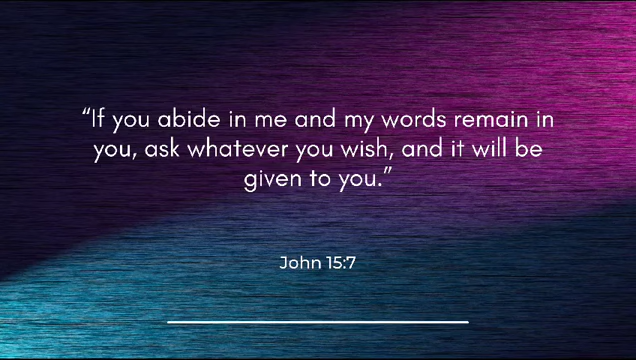 “If you abide in me and my words remain in
you, ask whatever you wish, and it will be
given to you.”
John 15:7